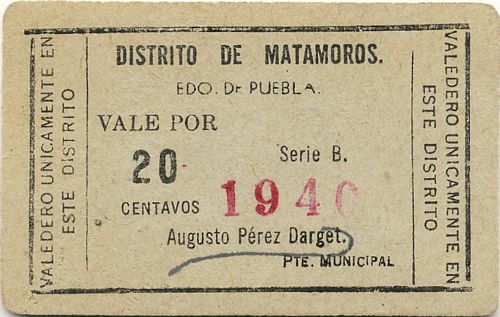 VALEDERO UNICAMENTE EN
ESTE DISTRITO
DISTRITO DE MATAMOROS.
EDO. DE PUEBLA.
VALE POR
20 Serie B.
CENTAVOS 1940
Augusto Pérez Darget.
PTE. MUNICIPAL
VALEDERO UNICAMENTE EN
ESTE DISTRITO